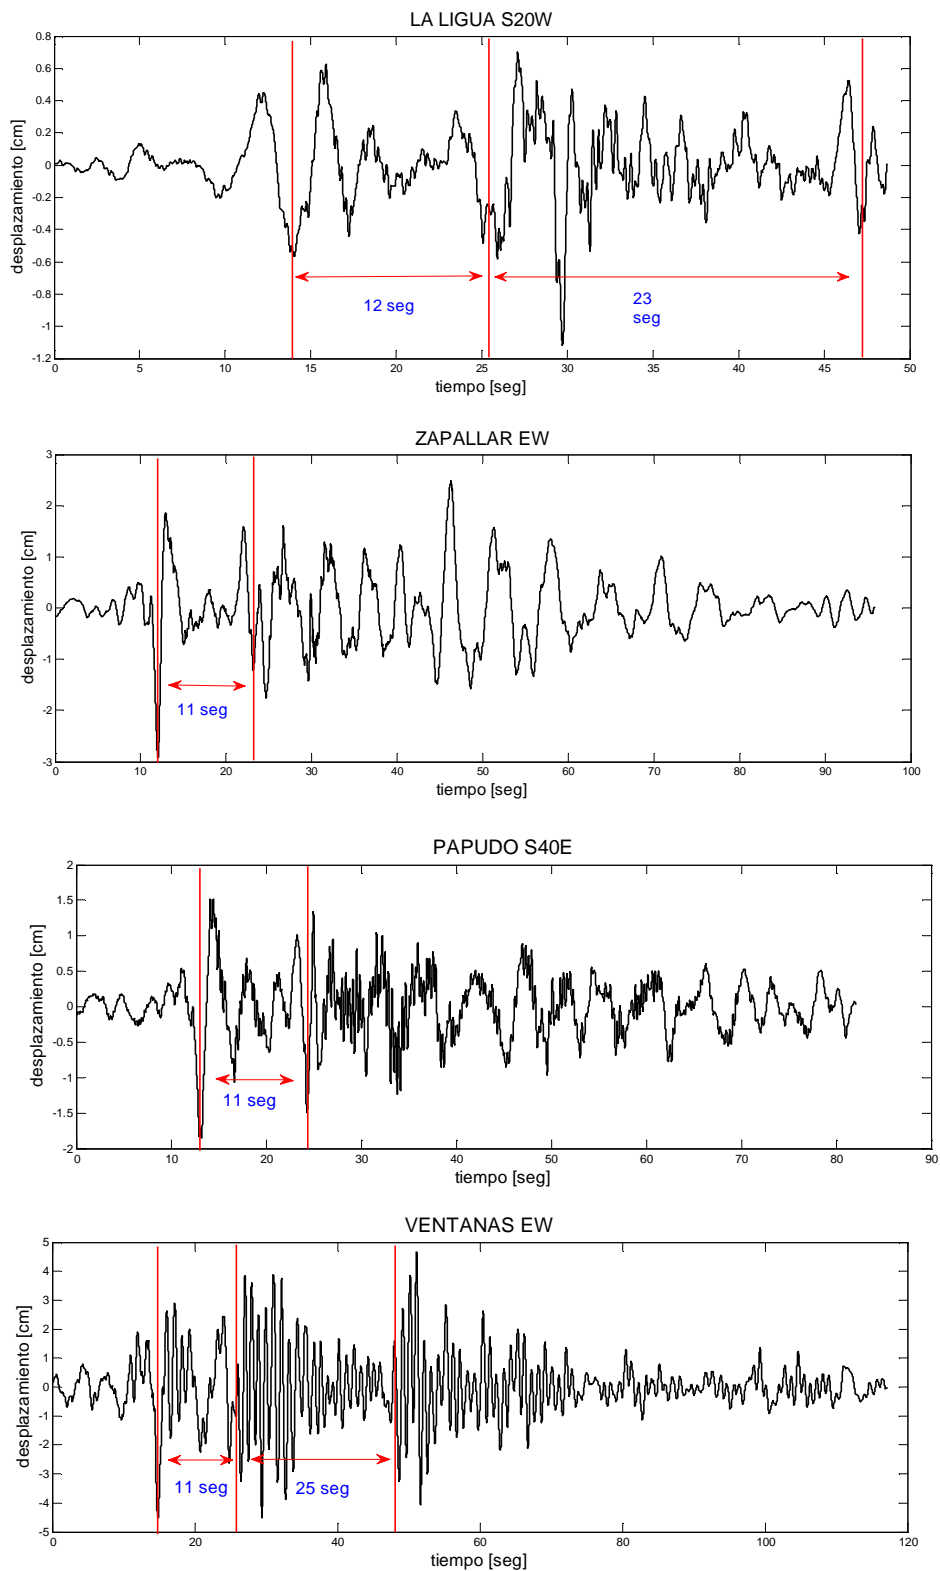 LA LIGUA S20W
0.8
0.6
0.4
0.2
0
-0.2
-0.4
-0.6
-0.8
-1
-1.2
desplazamiento [cm]
12 seg
23
seg
0 5 10 15 20 25 30 35 40 45 50
tiempo [seg]
ZAPALLAR EW
3
2
1
0
-1
-2
-3
desplazamiento [cm]
11 seg
0 10 20 30 40 50 60 70 80 90 100
tiempo [seg]
PAPUDO S40E
2
1.5
1
0.5
0
-0.5
-1
-1.5
-2
desplazamiento [cm]
11 seg
0 10 20 30 40 50 60 70 80 90
tiempo [seg]
VENTANAS EW
5
4
3
2
1
0
-1
-2
-3
-4
-5
desplazamiento [cm]
11 seg 25 seg
0 20 40 60 80 100 120
tiempo [seg]